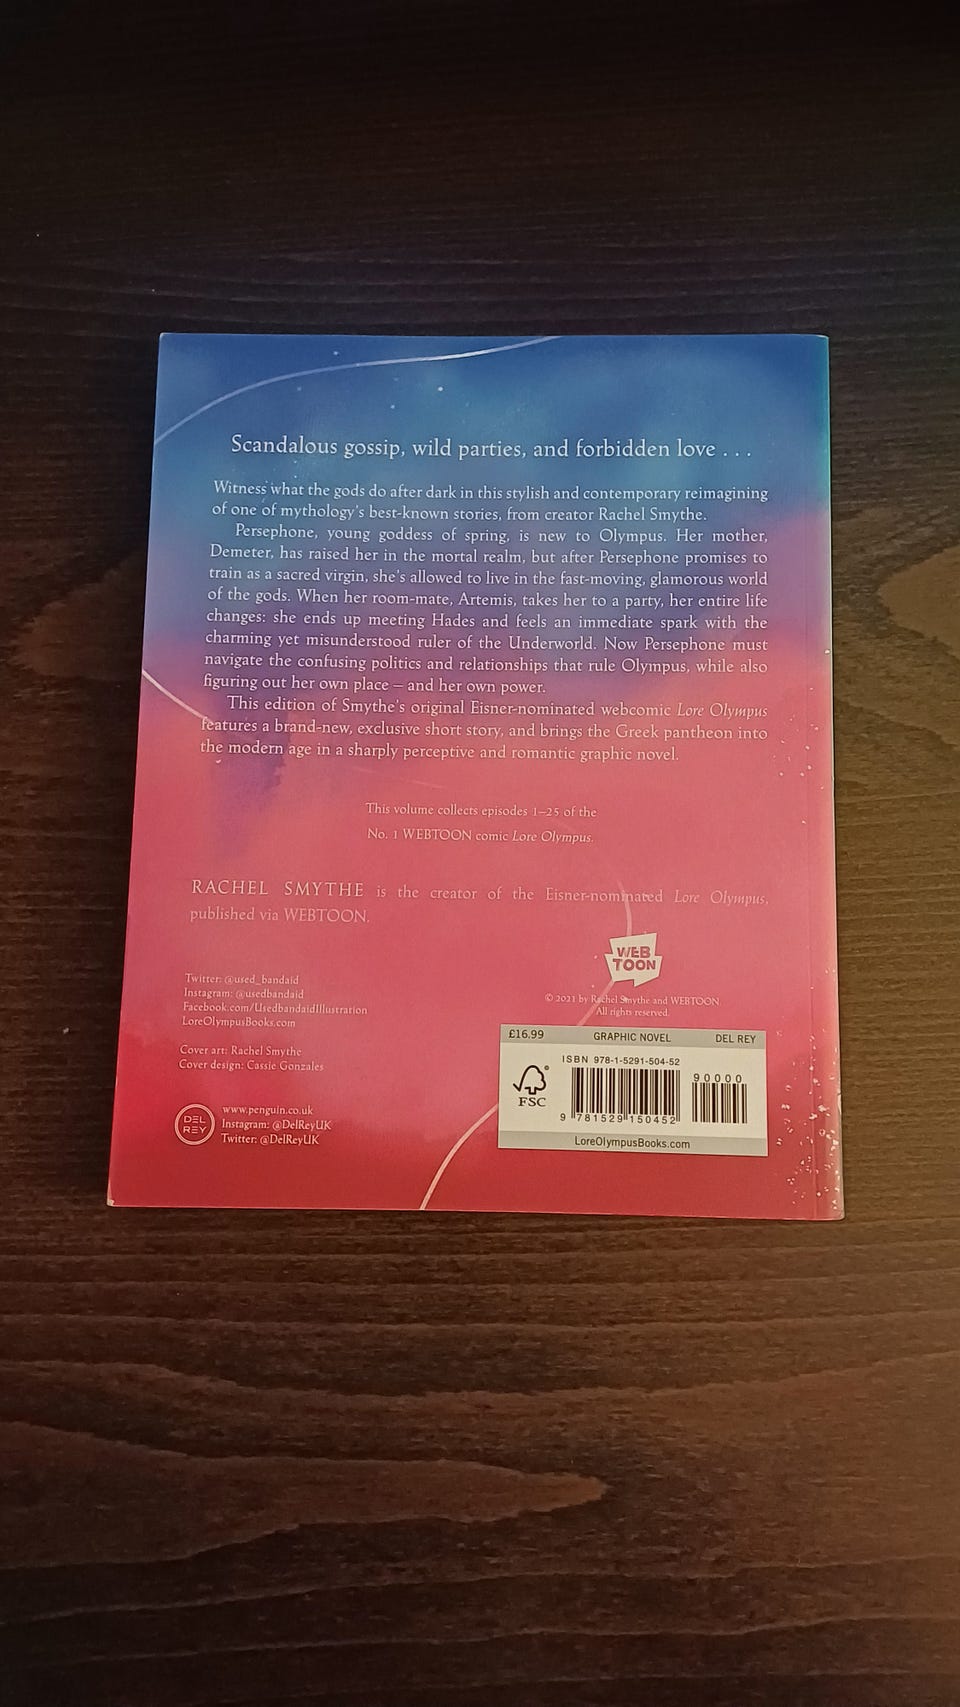 Scandalous gossip, wild parties, and forbidden love . . .
Witness what the gods do after dark in this stylish and contemporary reimagining
of one of mythology's best-known stories, from creator Rachel Smythe.
Persephone, young goddess of spring, is new to Olympus. Her mother,
Demeter, has raised her in the mortal realm, but after Persephone promises to
train as a sacred virgin, she's allowed to live in the fast-moving, glamorous world
of the gods. When her room-mate, Artemis, takes her to a party, her entire life
changes: she ends up meeting Hades and feels an immediate spark with the
charming yet misunderstood ruler of the Underworld. Now Persephone must
navigate the confusing politics and relationships that rule Olympus, while also
figuring out her own place – and her own power.
This edition of Smythe's original Eisner-nominated webcomic Lore Olympus
features a brand-new, exclusive short story, and brings the Greek pantheon into
the modern age in a sharply perceptive and romantic graphic novel.
This volume collects episodes 1–25 of the
No. 1 WEBTOON comic Lore Olympus.
RACHEL SMYTHE is the creator of the Eisner-nominated Lore Olympus,
published via WEBTOON.
Twitter: @used_bandaid
Instagram: @usedbandaid
Facebook.com/UsedbandaidIllustration
LoreOlympusBooks.com
Cover art: Rachel Smythe
Cover design: Cassie Gonzales
DEL
REY
www.penguin.co.uk
Instagram: @DelReyUK
Twitter: @DelReyUK
WEB
TOON
© 2021 by Rachel Smythe and WEBTOON
All rights reserved.
£16.99 GRAPHIC NOVEL DEL REY
ISBN 978-1-5291-504-52
90000
FSC
9 781529 150452
LoreOlympusBooks.com